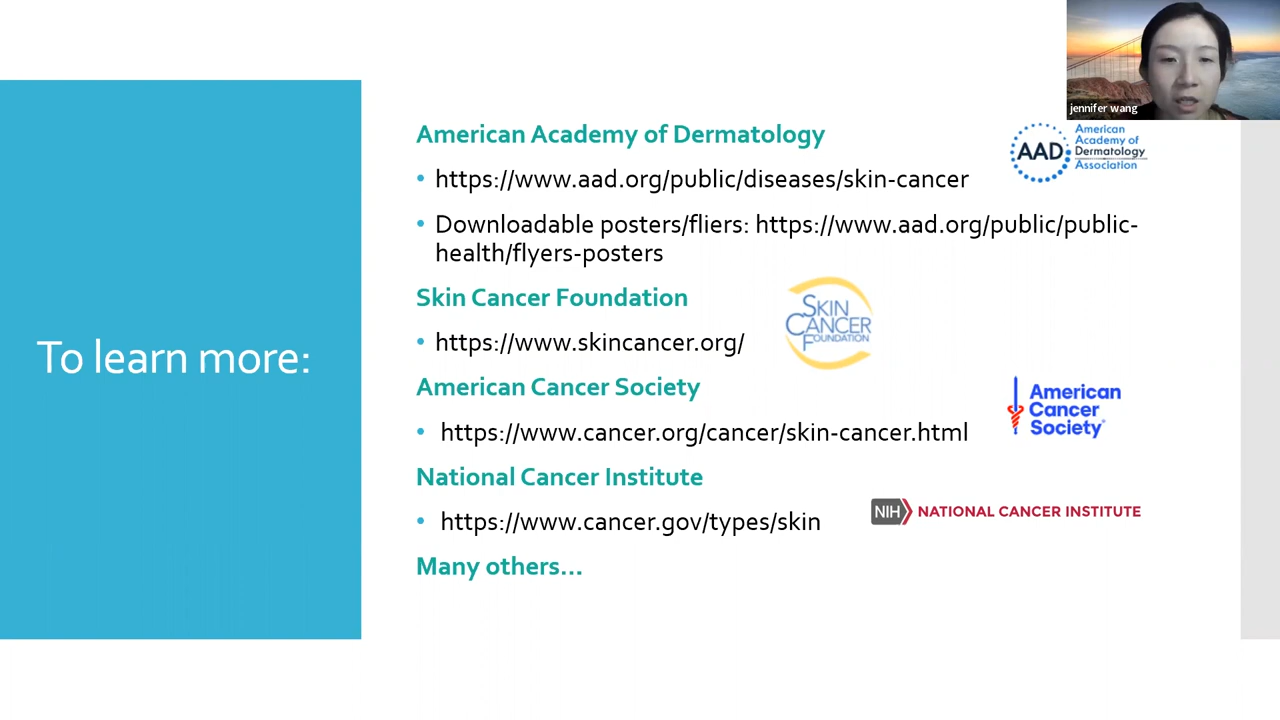 jennifer wang
To learn more:
American Academy of Dermatology
• https://www.aad.org/public/diseases/skin-cancer
• Downloadable posters/fliers: https://www.aad.org/public/public-
health/flyers-posters
AAD
American
Academy of
Dermatology
Association
Skin Cancer Foundation
• https://www.skincancer.org/
SKIN
CANCER
FOUNDATION
American Cancer Society
• https://www.cancer.org/cancer/skin-cancer.html
American
Cancer
Society®
National Cancer Institute
• https://www.cancer.gov/types/skin
NIH NATIONAL CANCER INSTITUTE
Many others...